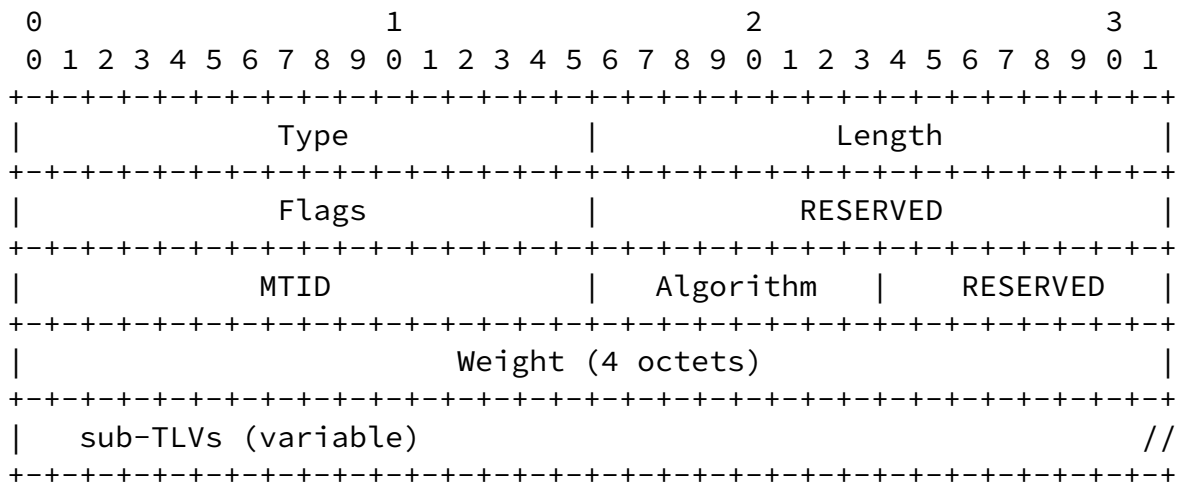 0                   1                   2                   3
 0 1 2 3 4 5 6 7 8 9 0 1 2 3 4 5 6 7 8 9 0 1 2 3 4 5 6 7 8 9 0 1
+-+-+-+-+-+-+-+-+-+-+-+-+-+-+-+-+-+-+-+-+-+-+-+-+-+-+-+-+-+-+-+-+
|              Type             |             Length            |
+-+-+-+-+-+-+-+-+-+-+-+-+-+-+-+-+-+-+-+-+-+-+-+-+-+-+-+-+-+-+-+-+
|              Flags            |           RESERVED            |
+-+-+-+-+-+-+-+-+-+-+-+-+-+-+-+-+-+-+-+-+-+-+-+-+-+-+-+-+-+-+-+-+
|             MTID              |   Algorithm   |    RESERVED   |
+-+-+-+-+-+-+-+-+-+-+-+-+-+-+-+-+-+-+-+-+-+-+-+-+-+-+-+-+-+-+-+-+
|                        Weight (4 octets)                      |
+-+-+-+-+-+-+-+-+-+-+-+-+-+-+-+-+-+-+-+-+-+-+-+-+-+-+-+-+-+-+-+-+
|   sub-TLVs (variable)                                        //
+-+-+-+-+-+-+-+-+-+-+-+-+-+-+-+-+-+-+-+-+-+-+-+-+-+-+-+-+-+-+-+-+